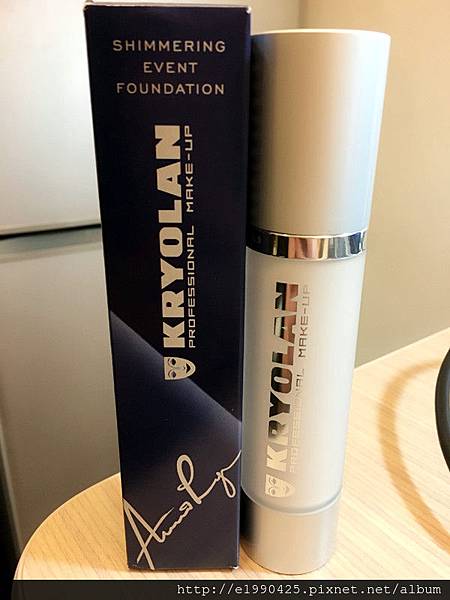 SHIMMERING
EVENT
FOUNDATION
KRYOLAN
PROFESSIONAL MAKE-UP
KRYOLAN
PROFESSIONAL MAKE-UP
http://e1990425.pixnet.net/album